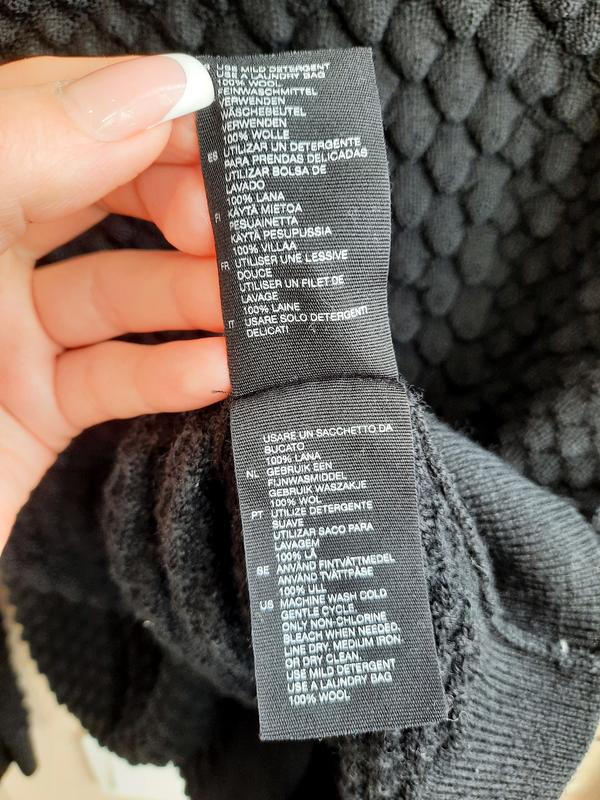 USE MILD DETERGENT
USE A LAUNDRY BAG
100% WOOL
FEINWASCHMITTEL
VERWENDEN
WÄSCHEBEUTEL
VERWENDEN
100% WOLLE
ES UTILIZAR UN DETERGENTE
PARA PRENDAS DELICADAS
UTILIZAR BOLSA DE
LAVADO
100% LANA
FI KÄYTÄ MIETOA
PESUAINETTA
KÄYTÄ PESUPUSSIA
100% VILLAA
FR UTILISER UNE LESSIVE
DOUCE
UTILISER UN FILET DE
LAVAGE
100% LAINE
IT USARE SOLO DETERGENTI
DELICATI
USARE UN SACCHETTO DA
BUCATO
100% LANA
NL GEBRUIK EEN
FIJNWASMIDDEL
GEBRUIK WASZAKJE
100% WOL
PT UTILIZE DETERGENTE
SUAVE
UTILIZAR SACO PARA
LAVAGEM
100% LÃ
SE ANVÄND FINTVÄTTMEDEL
ANVÄND TVÄTTPÅSE
100% ULL
US MACHINE WASH COLD
GENTLE CYCLE.
ONLY NON-CHLORINE
BLEACH WHEN NEEDED.
LINE DRY. MEDIUM IRON.
OR DRY CLEAN.
USE MILD DETERGENT
USE A LAUNDRY BAG
100% WOOL